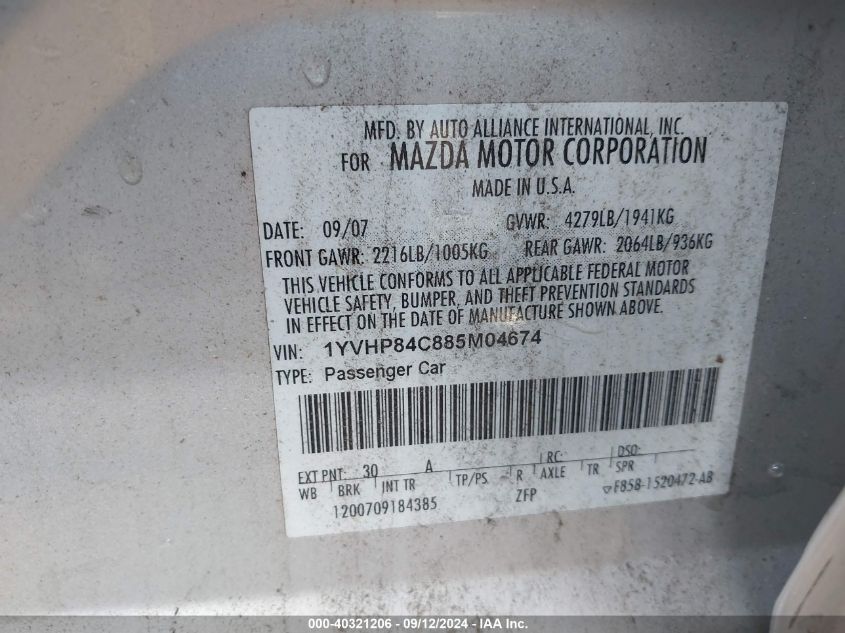 MFD. BY AUTO ALLIANCE INTERNATIONAL, INC.
FOR MAZDA MOTOR CORPORATION
MADE IN U.S.A.
DATE: 09/07 GVWR: 4279LB/1941KG
FRONT GAWR: 2216LB/1005KG REAR GAWR: 2064LB/936KG
THIS VEHICLE CONFORMS TO ALL APPLICABLE FEDERAL MOTOR
VEHICLE SAFETY, BUMPER, AND THEFT PREVENTION STANDARDS
IN EFFECT ON THE DATE OF MANUFACTURE SHOWN ABOVE.
VIN: 1YVHP84C885M04674
TYPE: Passenger Car
EXT PNT: 30 A RC: DSO:
WB BRK INT TR TP/PS R AXLE TR SPR
1200709184385 ZFP F85B-1520472-AB
000-40321206 - 09/12/2024 - IAA Inc.